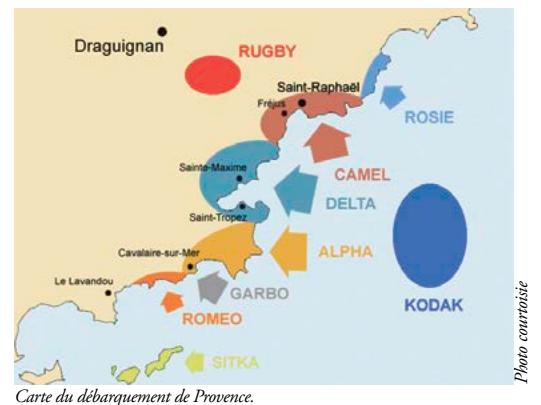 Draguignan
RUGBY
Saint-Raphaël
Fréjus
ROSIE
CAMEL
Sainte-Maxime
DELTA
Saint-Tropez
ALPHA
Cavalaire-sur-Mer
Le Lavandou
GARBO
KODAK
ROMEO
SITKA
Photo courtoisie
Carte du débarquement de Provence.